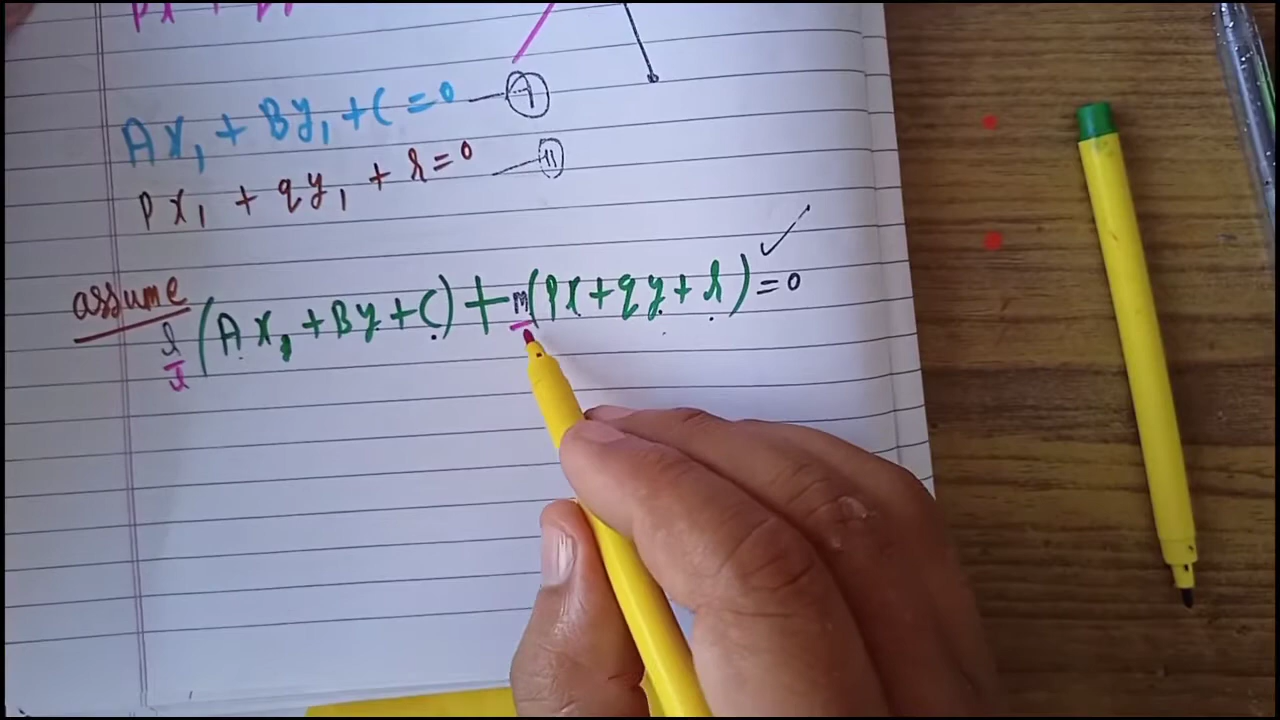 Ax₁ + By₁ + C = 0 — I
Px₁ + qy₁ + r = 0 — II
assume
l (Ax, + By + C) + m (Px + qy + r) = 0 ✓